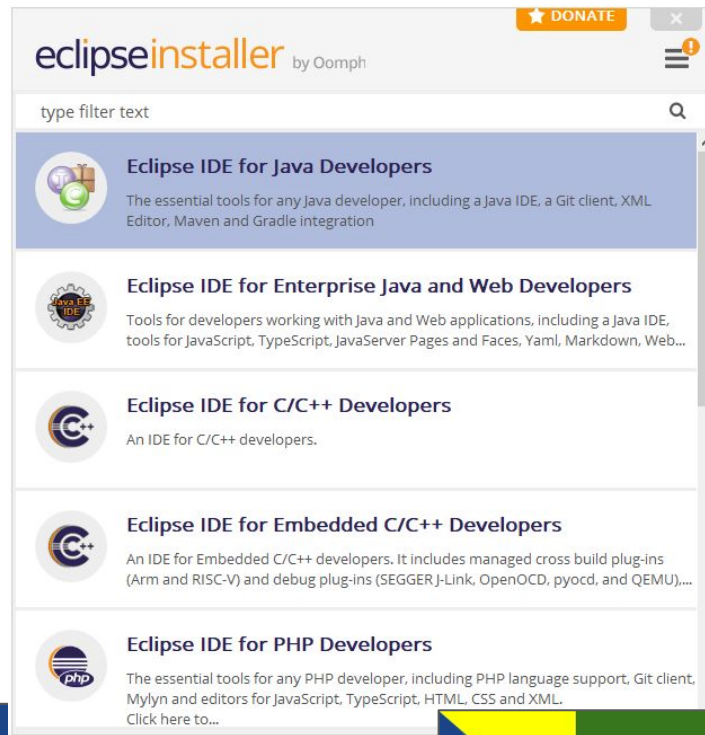 DONATE
eclipseinstaller by Oomph
type filter text
Eclipse IDE for Java Developers
The essential tools for any Java developer, including a Java IDE, a Git client, XML
Editor, Maven and Gradle integration
Java EE
IDE
Eclipse IDE for Enterprise Java and Web Developers
Tools for developers working with Java and Web applications, including a Java IDE,
tools for JavaScript, TypeScript, JavaServer Pages and Faces, Yaml, Markdown, Web...
C++
Eclipse IDE for C/C++ Developers
An IDE for C/C++ developers.
C++
Eclipse IDE for Embedded C/C++ Developers
An IDE for Embedded C/C++ developers. It includes managed cross build plug-ins
(Arm and RISC-V) and debug plug-ins (SEGGER J-Link, OpenOCD, pyocd, and QEMU),...
php
Eclipse IDE for PHP Developers
The essential tools for any PHP developer, including PHP language support, Git client,
Mylyn and editors for JavaScript, TypeScript, HTML, CSS and XML.
Click here to...